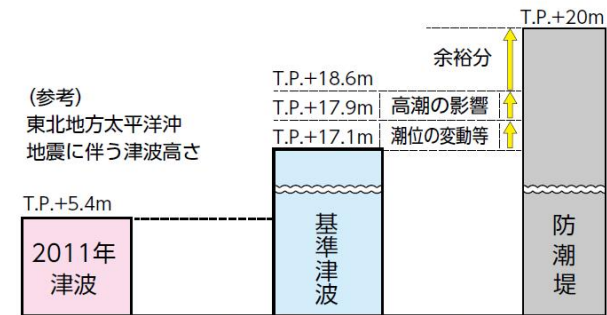 T.P.+20m
余裕分
T.P.+18.6m
T.P.+17.9m
高潮の影響
T.P.+17.1m
潮位の変動等
(参考)
東北地方太平洋沖
地震に伴う津波高さ
T.P.+5.4m
2011年
津波
基準津波
防潮堤